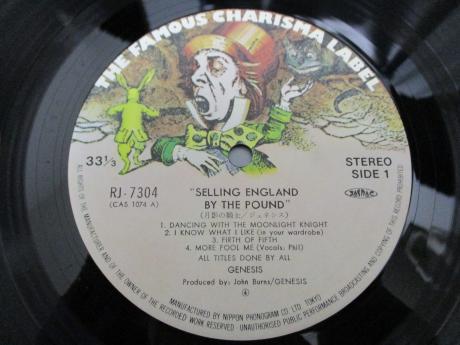 THE FAMOUS CHARISMA LABEL
33⅓
STEREO
SIDE 1
RJ-7304
(CAS 1074 A)
"SELLING ENGLAND
BY THE POUND"
(月影の騎士/ジェネシス)
1. DANCING WITH THE MOONLIGHT KNIGHT
2. I KNOW WHAT I LIKE (in your wardrobe)
3. FIRTH OF FIFTH
4. MORE FOOL ME (Vocals: Phil)
ALL TITLES DONE BY ALL
GENESIS
Produced by: John Burns/GENESIS
④
ALL RIGHTS OF THE MANUFACTURER AND OF THE OWNER OF THE RECORDED WORK RESERVED · UNAUTHORISED PUBLIC PERFORMANCE BROADCASTING AND COPYING OF THIS RECORD PROHIBITED
MANUFACTURED BY NIPPON PHONOGRAM CO LTD. TOKYO